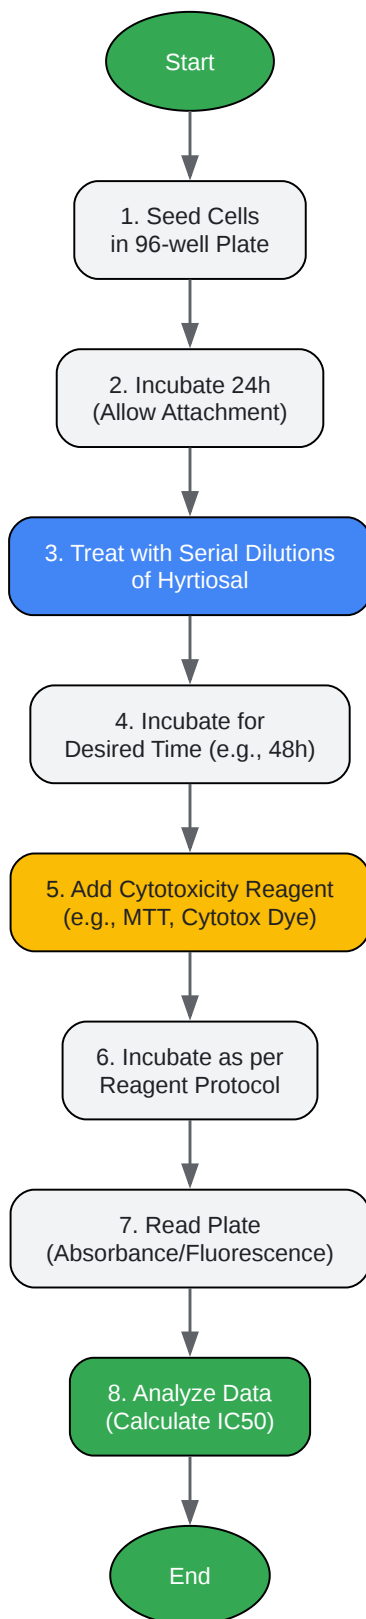 Start
1. Seed Cells
in 96-well Plate
2. Incubate 24h
(Allow Attachment)
3. Treat with Serial Dilutions
of Hyrtiosal
4. Incubate for
Desired Time (e.g., 48h)
5. Add Cytotoxicity Reagent
(e.g., MTT, Cytotox Dye)
6. Incubate as per
Reagent Protocol
7. Read Plate
(Absorbance/Fluorescence)
8. Analyze Data
(Calculate IC50)
End